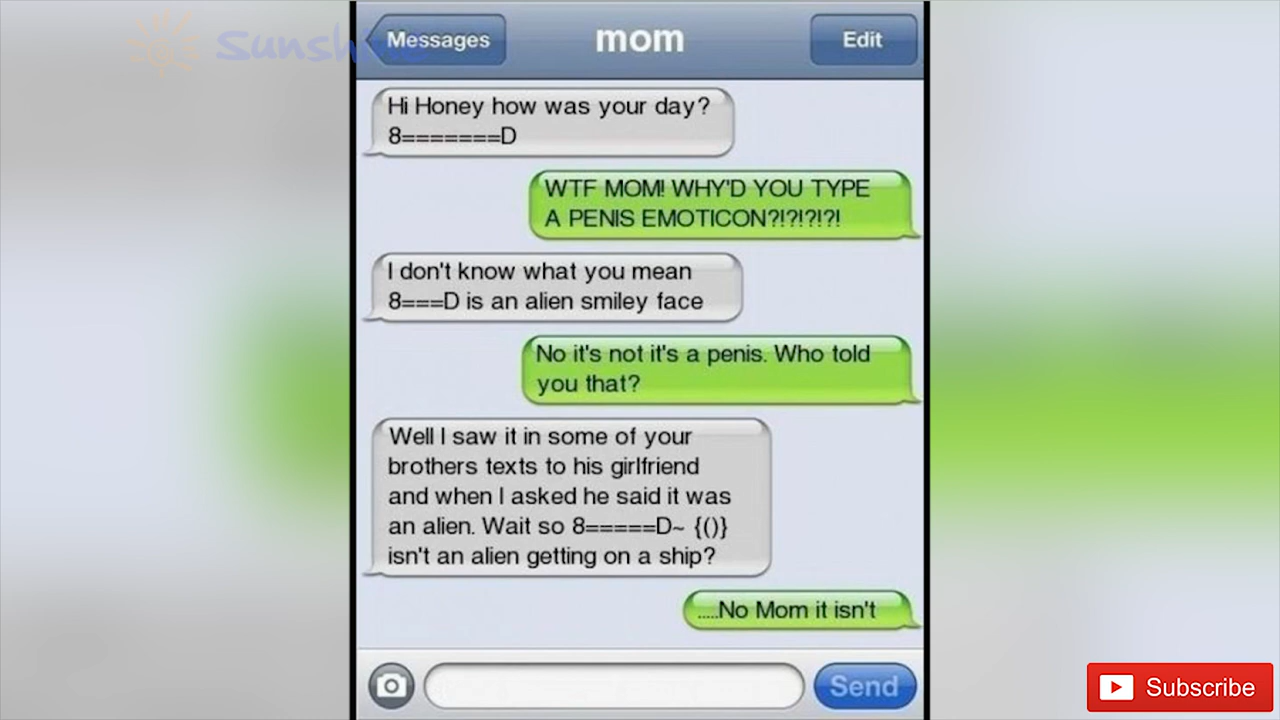 Sunshine
Messages
mom
Edit
Hi Honey how was your day?
8=======D
WTF MOM! WHY'D YOU TYPE
A PENIS EMOTICON?!?!?!?!
I don't know what you mean
8===D is an alien smiley face
No it's not it's a penis. Who told
you that?
Well I saw it in some of your
brothers texts to his girlfriend
and when I asked he said it was
an alien. Wait so 8=====D~ {()}
isn't an alien getting on a ship?
.....No Mom it isn't
Send
Subscribe